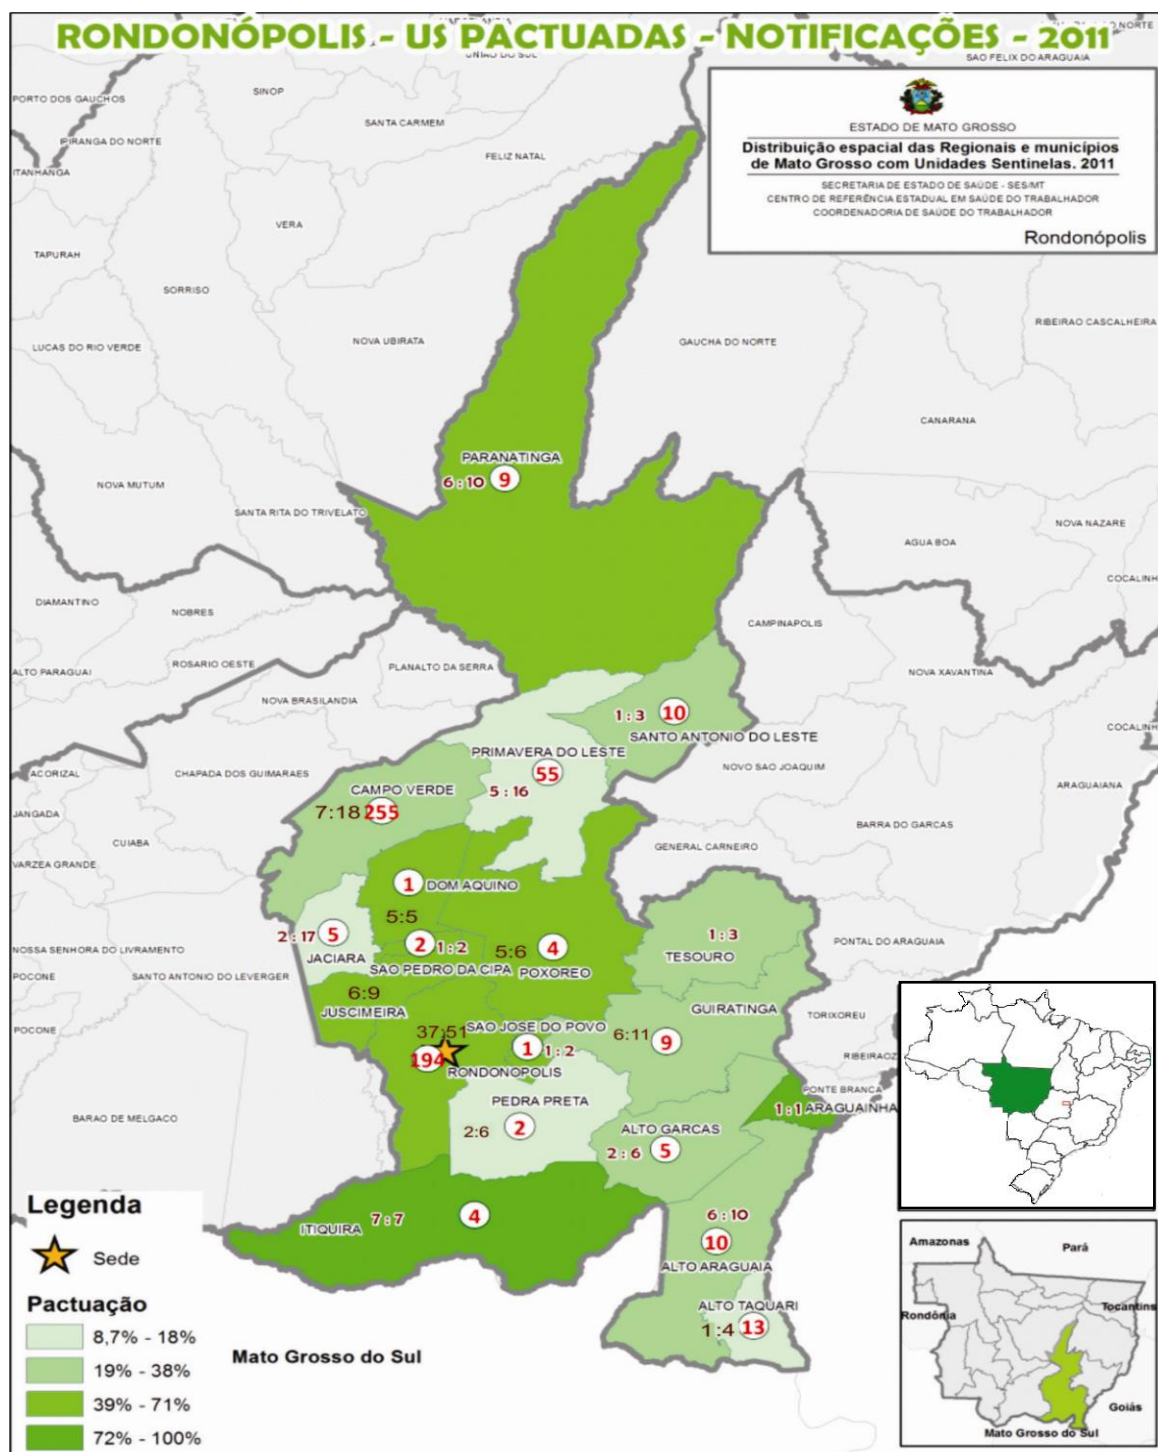 RONDONÓPOLIS - US PACTUADAS - NOTIFICAÇÕES - 2011
UNIAO DO SUL
SAO FELIX DO ARAGUAIA
ESTADO DE MATO GROSSO
Distribuição espacial das Regionais e municípios
de Mato Grosso com Unidades Sentinelas. 2011
SECRETARIA DE ESTADO DE SAÚDE - SES/MT
CENTRO DE REFERÊNCIA ESTADUAL EM SAÚDE DO TRABALHADOR
COORDENADORIA DE SAÚDE DO TRABALHADOR
Rondonópolis
PORTO DOS GAUCHOS
SINOP
SANTA CARMEM
IPIRANGA DO NORTE
FELIZ NATAL
ITANHANGA
VERA
TAPURAH
SORRISO
RIBEIRAO CASCALHEIRA
LUCAS DO RIO VERDE
NOVA UBIRATA
GAUCHA DO NORTE
CANARANA
PARANATINGA
6 : 10
9
NOVA MUTUM
SANTA RITA DO TRIVELATO
NOVA NAZARE
AGUA BOA
COCALINH
DIAMANTINO
NOBRES
CAMPINAPOLIS
ALTO PARAGUAI
ROSARIO OESTE
PLANALTO DA SERRA
NOVA XAVANTINA
NOVA BRASILANDIA
1 : 3
10
SANTO ANTONIO DO LESTE
COCALINH
PRIMAVERA DO LESTE
55
5 : 16
NOVO SAO JOAQUIM
ACORIZAL
CHAPADA DOS GUIMARAES
ARAGUAIANA
CAMPO VERDE
7:18
255
JANGADA
CUIABA
BARRA DO GARCAS
GENERAL CARNEIRO
VARZEA GRANDE
1
DOM AQUINO
5:5
2 : 17
5
JACIARA
2
1 : 2
SAO PEDRO DA CIPA
5:6
4
POXOREO
1 : 3
TESOURO
PONTAL DO ARAGUAIA
NOSSA SENHORA DO LIVRAMENTO
POCONE
SANTO ANTONIO DO LEVERGER
6:9
JUSCIMEIRA
GUIRATINGA
6:11
9
TORIXOREU
POCONE
37:51
194
RONDONOPOLIS
SAO JOSE DO POVO
1
1 : 2
RIBEIRAOZ
PONTE BRANCA
1 : 1
ARAGUAINHA
BARAO DE MELGACO
PEDRA PRETA
2:6
2
ALTO GARCAS
2 : 6
5
Legenda
Sede
ITIQUIRA
7 : 7
4
6 : 10
10
ALTO ARAGUAIA
ALTO TAQUARI
1 :4
13
Pactuação
8,7% - 18%
19% - 38%
39% - 71%
72% - 100%
Mato Grosso do Sul
Amazonas
Pará
Rondônia
Tocantins
Goiás
Mato Grosso do Sul